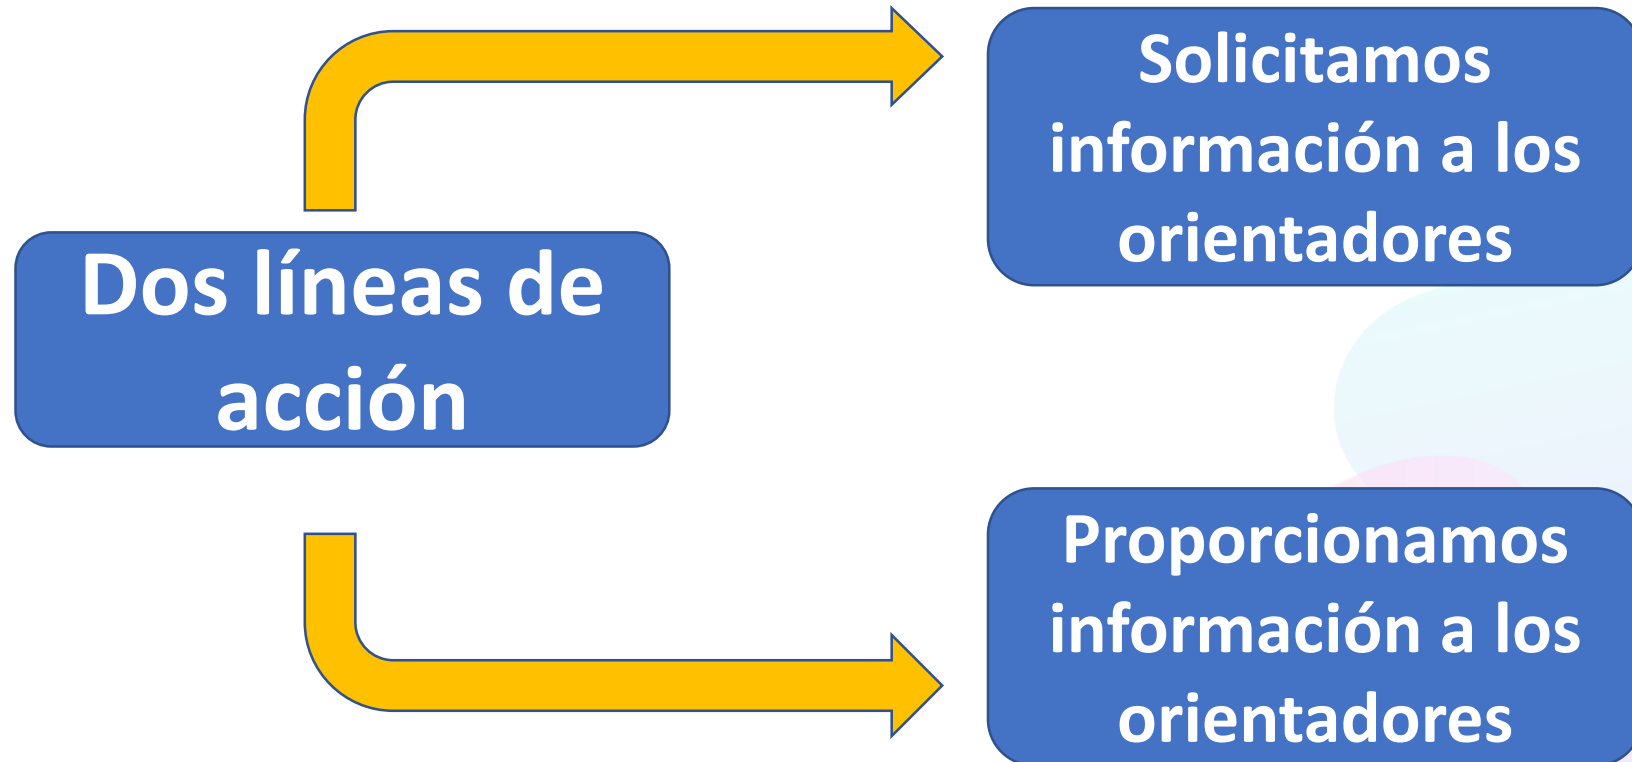 Solicitamos
información a los
orientadores
Dos líneas de
acción
Proporcionamos
información a los
orientadores